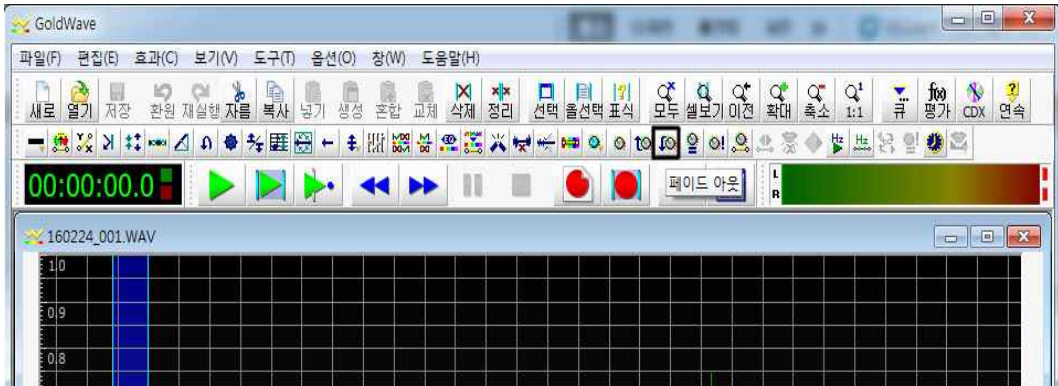 GoldWave
파일(F) 편집(E) 효과(C) 보기(V) 도구(T) 옵션(O) 창(W) 도움말(H)
새로 열기 저장 환원 재실행 자름 복사 넣기 생성 혼합 교체 삭제 정리 선택 올선택 표식 모두 셀보기 이전 확대 축소 1:1 큐 평가 CDX 연속
00:00:00.0 페이드 아웃 L
R
160224_001.WAV
1.0
0.9
0.8